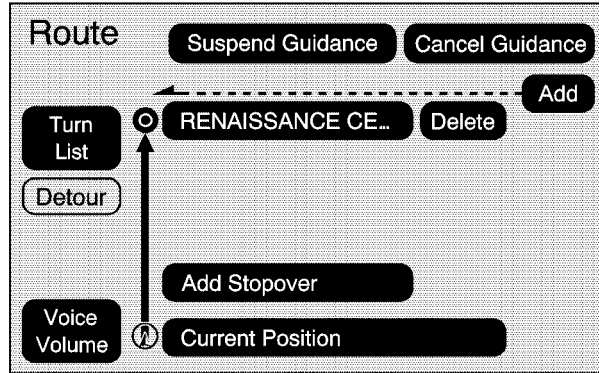 Route
Suspend Guidance
Cancel Guidance
Add
Turn
List
RENAISSANCE CE...
Delete
Detour
Add Stopover
Voice
Volume
Current Position